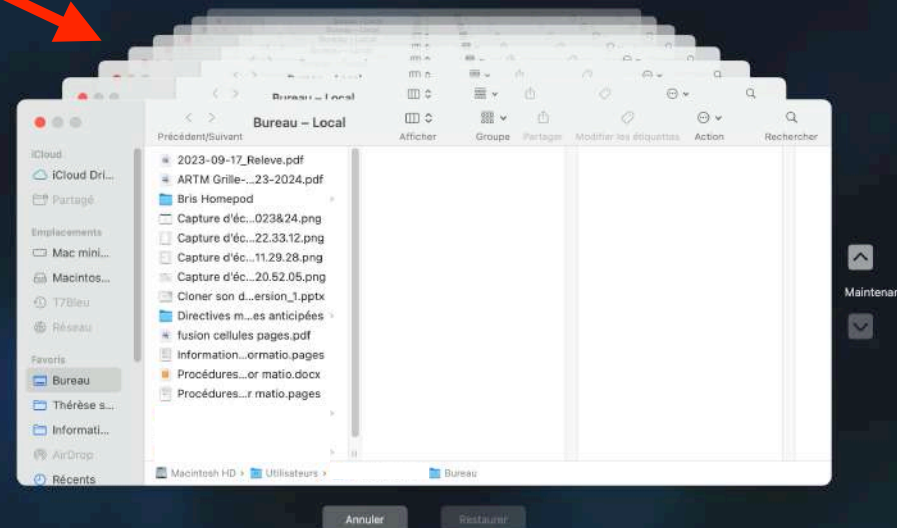 Bureau – Local
Bureau – Local
Précédent/Suivant
Afficher
Groupe
Partager
Modifier les étiquettes
Action
Rechercher
iCloud
iCloud Dri...
Partagé
Emplacements
Mac mini...
Macintos...
T7Bleu
Réseau
Favoris
Bureau
Thérèse s...
Informati...
AirDrop
Récents
2023-09-17_Releve.pdf
ARTM Grille-...23-2024.pdf
Bris Homepod
Capture d'éc...023&24.png
Capture d'éc...22.33.12.png
Capture d'éc...11.29.28.png
Capture d'éc...20.52.05.png
Cloner son d...ersion_1.pptx
Directives m...es anticipées
fusion cellules pages.pdf
Information...ormatio.pages
Procédures...or matio.docx
Procédures...r matio.pages
Macintosh HD › Utilisateurs › Bureau
Maintenan
Annuler
Restaurer